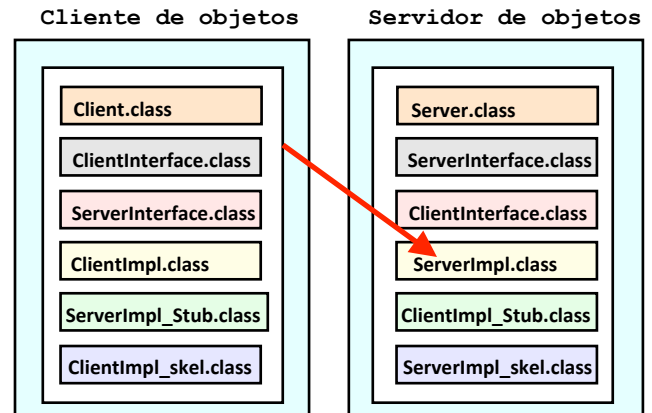 Cliente de objetos
Client.class
ClientInterface.class
ServerInterface.class
ClientImpl.class
ServerImpl_Stub.class
ClientImpl_skel.class
Servidor de objetos
Server.class
ServerInterface.class
ClientInterface.class
ServerImpl.class
ClientImpl_Stub.class
ServerImpl_skel.class